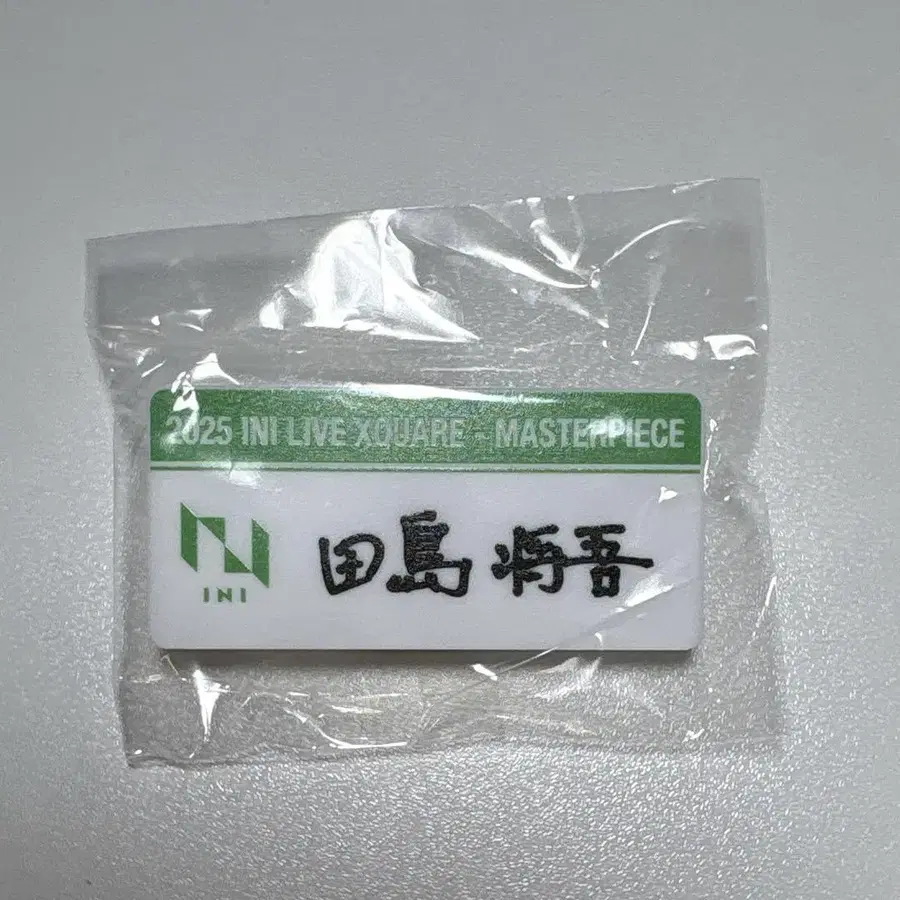 2025 INI LIVE XQUARE - MASTERPIECE
INI
田島 将吾